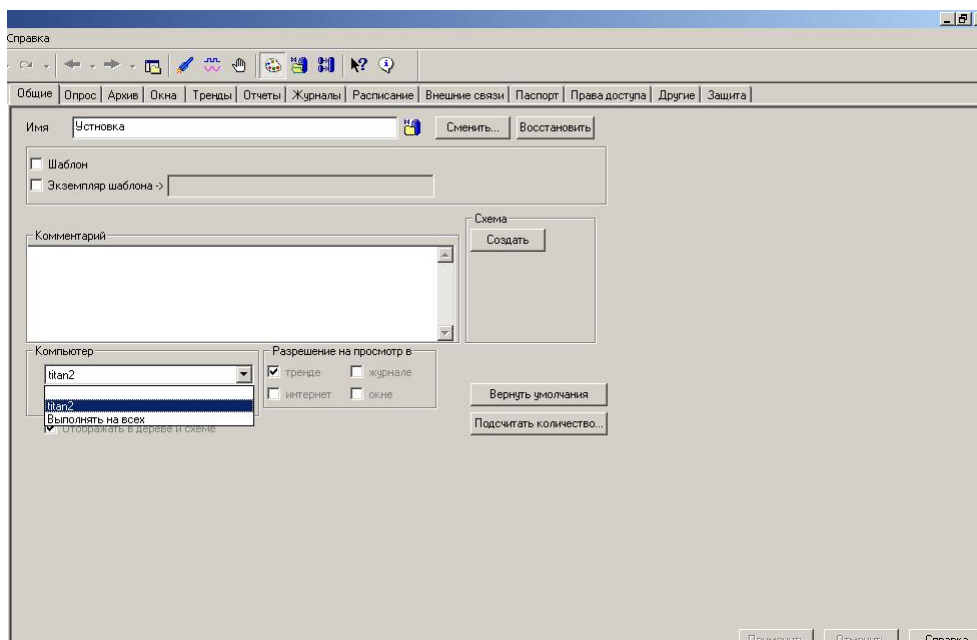 Справка
Общие Опрос Архив Окна Тренды Отчеты Журналы Расписание Внешние связи Паспорт Права доступа Другие Защита
Имя Устновка Сменить... Восстановить
Шаблон
Экземпляр шаблона ->
Схема
Создать
Комментарий
Компьютер Разрешение на просмотр в
titan2 тренде журнале
интернет окне Вернуть умолчания
titan2
Выполнять на всех Подсчитать количество...
Отображать в дереве и схеме
Применить Отменить Справка